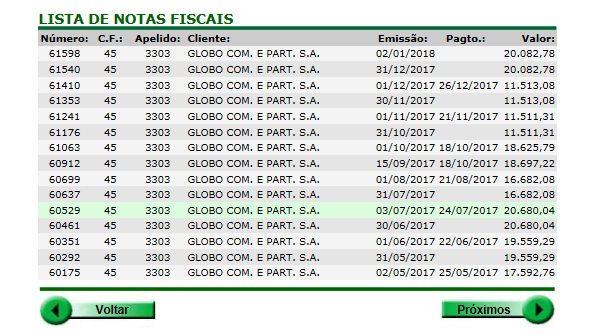 LISTA DE NOTAS FISCAIS
Número: C.F.: Apelido: Cliente: Emissão: Pagto.: Valor:
61598 45 3303 GLOBO COM. E PART. S.A. 02/01/2018 20.082,78
61540 45 3303 GLOBO COM. E PART. S.A. 31/12/2017 20.082,78
61410 45 3303 GLOBO COM. E PART. S.A. 01/12/2017 26/12/2017 11.513,08
61353 45 3303 GLOBO COM. E PART. S.A. 30/11/2017 11.513,08
61241 45 3303 GLOBO COM. E PART. S.A. 01/11/2017 21/11/2017 11.511,31
61176 45 3303 GLOBO COM. E PART. S.A. 31/10/2017 11.511,31
61063 45 3303 GLOBO COM. E PART. S.A. 01/10/2017 18/10/2017 18.625,79
60912 45 3303 GLOBO COM. E PART. S.A. 15/09/2017 18/10/2017 18.697,22
60699 45 3303 GLOBO COM. E PART. S.A. 01/08/2017 21/08/2017 16.682,08
60637 45 3303 GLOBO COM. E PART. S.A. 31/07/2017 16.682,08
60529 45 3303 GLOBO COM. E PART. S.A. 03/07/2017 24/07/2017 20.680,04
60461 45 3303 GLOBO COM. E PART. S.A. 30/06/2017 20.680,04
60351 45 3303 GLOBO COM. E PART. S.A. 01/06/2017 22/06/2017 19.559,29
60292 45 3303 GLOBO COM. E PART. S.A. 31/05/2017 19.559,29
60175 45 3303 GLOBO COM. E PART. S.A. 02/05/2017 25/05/2017 17.592,76
Voltar Próximos